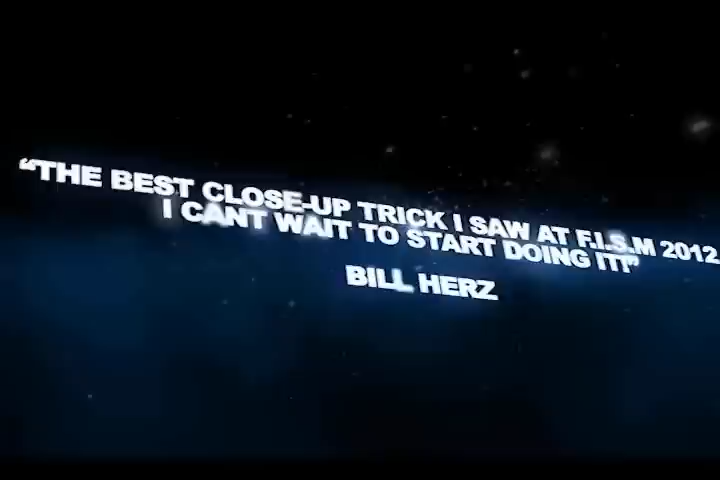 “THE BEST CLOSE-UP TRICK I SAW AT F.I.S.M 2012
I CANT WAIT TO START DOING IT!”
BILL HERZ